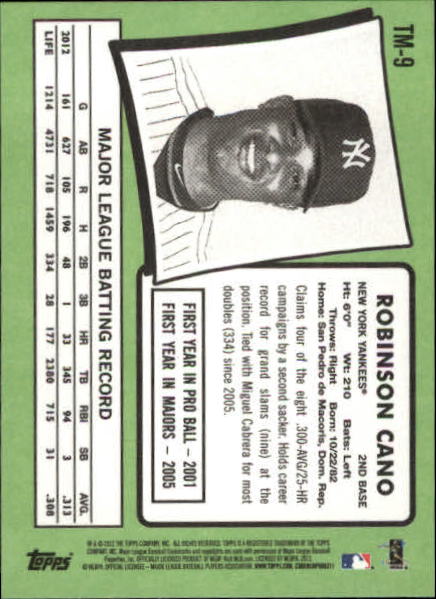 TM-9
NY
ROBINSON CANO
NEW YORK YANKEES® 2ND BASE
Ht: 6'0" Wt: 210 Bats: Left
Throws: Right Born: 10/22/82
Home: San Pedro de Macoris, Dom. Rep.
Claims four of the eight .300-AVG/25-HR
campaigns by a second sacker. Holds career
record for grand slams (nine) at the
position. Tied with Miguel Cabrera for most
doubles (334) since 2005.
FIRST YEAR IN PRO BALL – 2001
FIRST YEAR IN MAJORS – 2005
MAJOR LEAGUE BATTING RECORD
G AB R H 2B 3B HR TB RBI SB AVG.
2012 161 627 105 196 48 1 33 345 94 3 .313
LIFE 1214 4731 718 1459 334 28 177 2380 715 31 .308
Topps